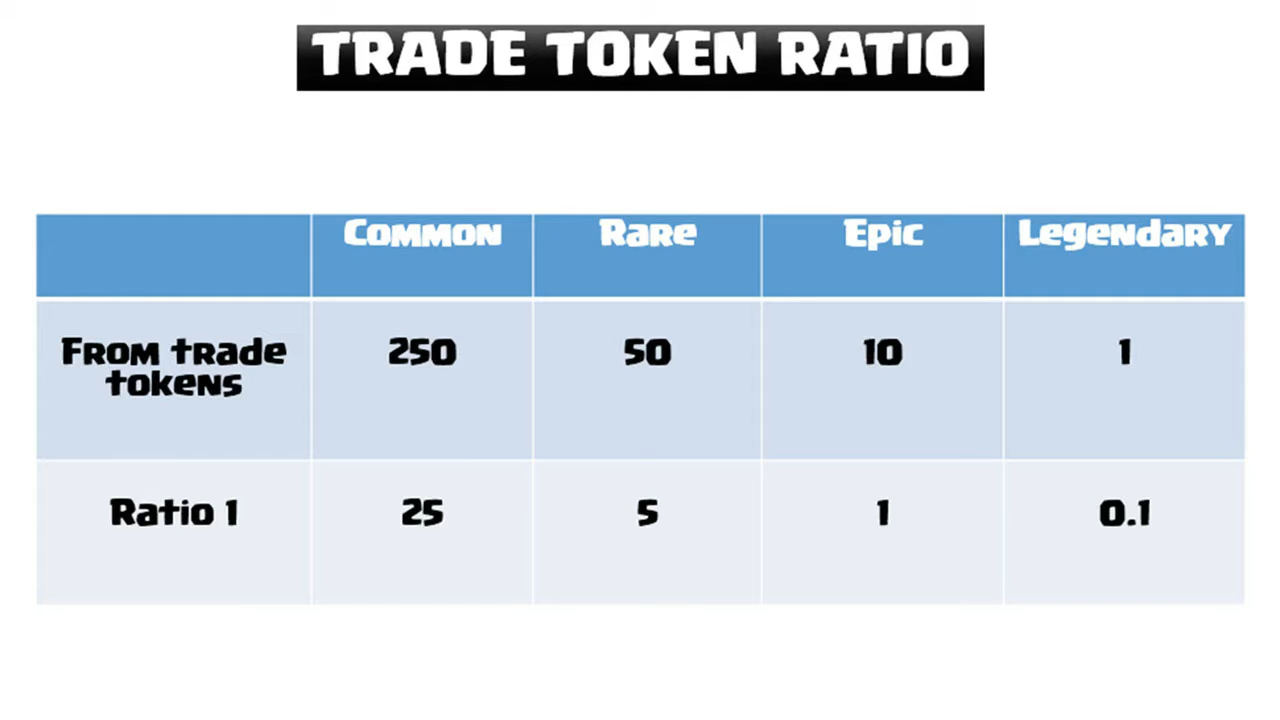 TRADE TOKEN RATIO
Common Rare Epic Legendary
From trade tokens 250 50 10 1
Ratio 1 25 5 1 0.1